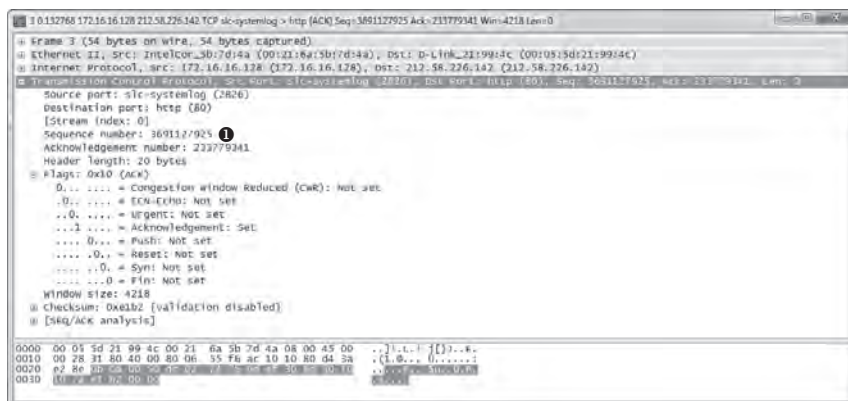 3 0.132768 172.16.16.128 212.58.226.142 TCP slc-systemlog > http [ACK] Seq=3691127925 Ack=233779341 Win=4218 Len=0
Frame 3 (54 bytes on wire, 54 bytes captured)
Ethernet II, Src: IntelCor_5b:7d:4a (00:21:6a:5b:7d:4a), Dst: D-Link_21:99:4c (00:05:5d:21:99:4c)
Internet Protocol, Src: 172.16.16.128 (172.16.16.128), Dst: 212.58.226.142 (212.58.226.142)
Transmission Control Protocol, Src Port: slc-systemlog (2826), Dst Port: http (80), Seq: 3691127925, Ack: 233779341, Len: 0
Source port: slc-systemlog (2826)
Destination port: http (80)
[Stream index: 0]
Sequence number: 3691127925 ❶
Acknowledgement number: 233779341
Header length: 20 bytes
Flags: 0x10 (ACK)
0... .... = Congestion Window Reduced (CWR): Not set
.0.. .... = ECN-Echo: Not set
..0. .... = Urgent: Not set
...1 .... = Acknowledgement: Set
.... 0... = Push: Not set
.... .0.. = Reset: Not set
.... ..0. = Syn: Not set
.... ...0 = Fin: Not set
Window size: 4218
Checksum: 0xe1b2 [validation disabled]
[SEQ/ACK analysis]
0000 00 05 5d 21 99 4c 00 21 6a 5b 7d 4a 08 00 45 00
0010 00 28 31 80 40 00 80 06 55 f6 ac 10 10 80 d4 3a
0020 e2 8e 0b 0a 00 50
0030